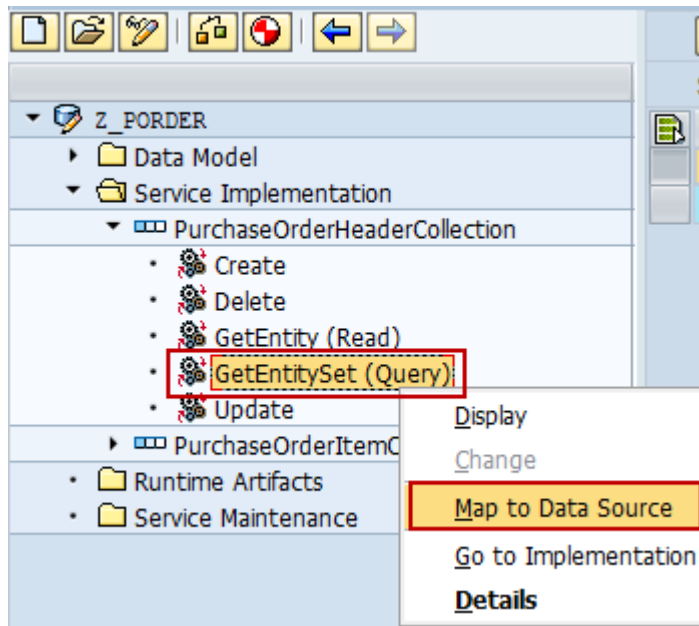 Z_PORDER
Data Model
Service Implementation
PurchaseOrderHeaderCollection
Create
Delete
GetEntity (Read)
GetEntitySet (Query)
Update
PurchaseOrderItemC
Runtime Artifacts
Service Maintenance
Display
Change
Map to Data Source
Go to Implementation
Details